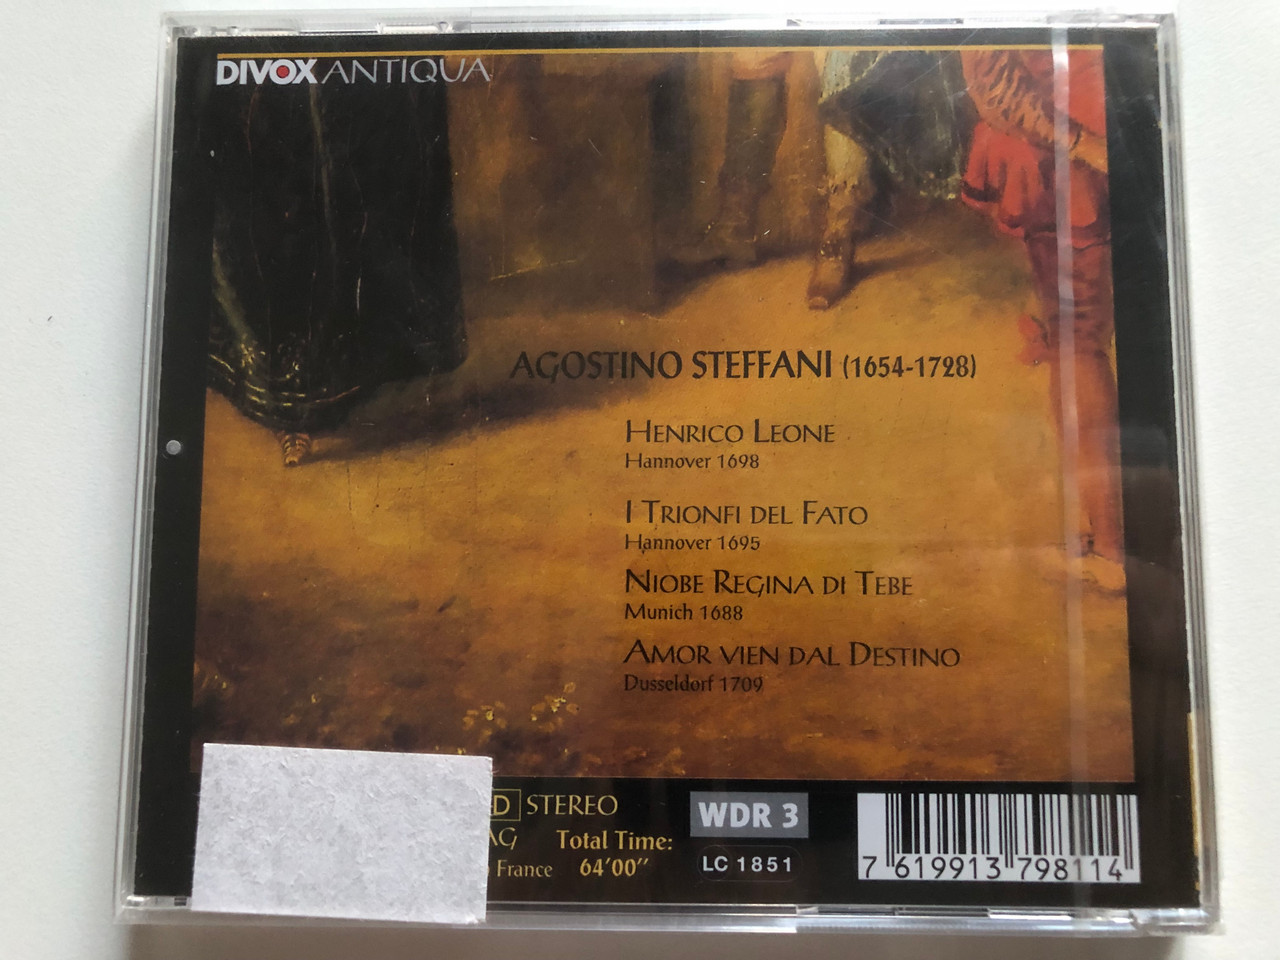 DIVOX ANTIQUA
AGOSTINO STEFFANI (1654-1728)
HENRICO LEONE
Hannover 1698
I TRIONFI DEL FATO
Hannover 1695
NIOBE REGINA DI TEBE
Munich 1688
AMOR VIEN DAL DESTINO
Dusseldorf 1709
D STEREO
AG Total Time:
France 64'00''
WDR 3
LC 1851
7 619913 798114